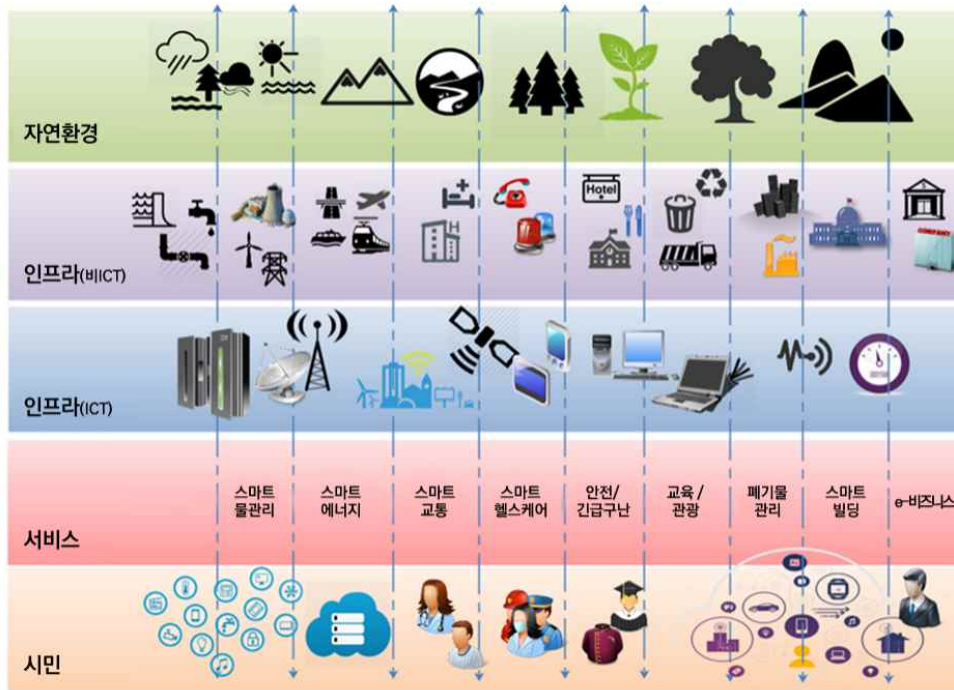 자연환경
Hotel
COMPANY
인프라(비ICT)
인프라(ICT)
스마트
물관리
스마트
에너지
스마트
교통
스마트
헬스케어
안전/
긴급구난
교육 /
관광
폐기물
관리
스마트
빌딩
e-비즈니스
서비스
시민